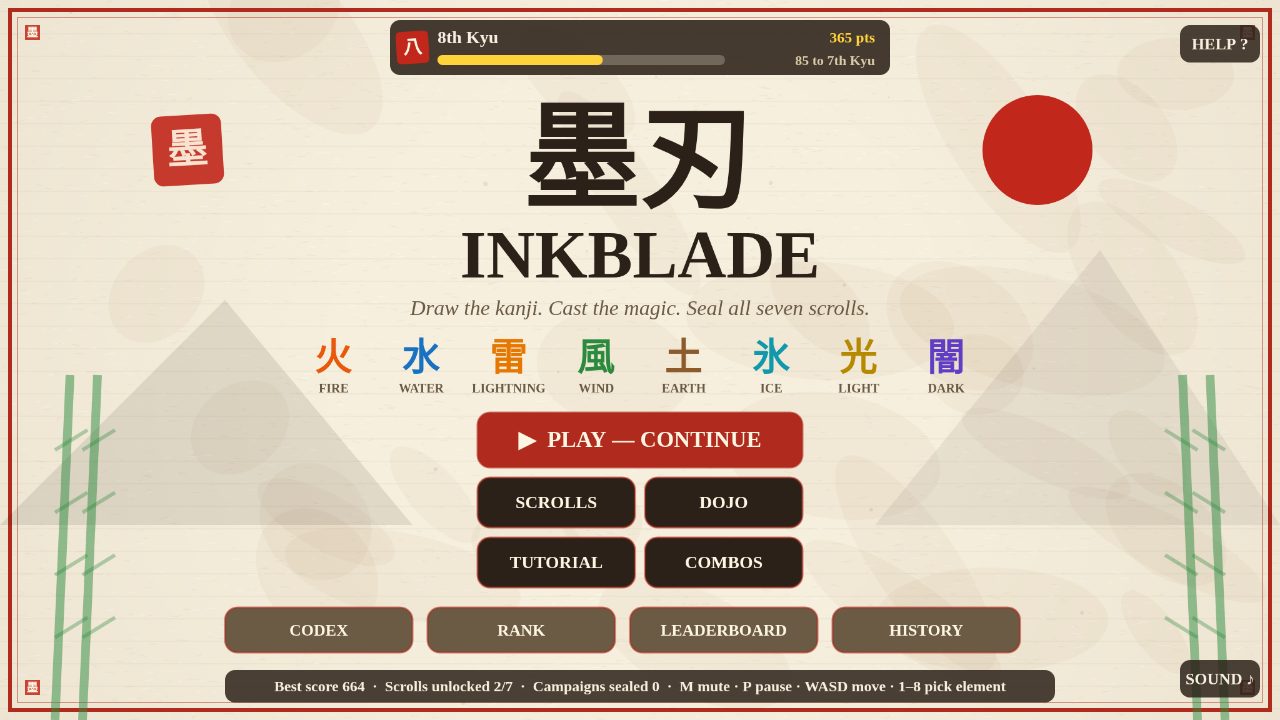 墨
八 8th Kyu 365 pts
85 to 7th Kyu
HELP ?
墨
墨刃
INKBLADE
Draw the kanji. Cast the magic. Seal all seven scrolls.
火 水 雷 風 土 氷 光 闇
FIRE WATER LIGHTNING WIND EARTH ICE LIGHT DARK
▶ PLAY — CONTINUE
SCROLLS DOJO
TUTORIAL COMBOS
CODEX RANK LEADERBOARD HISTORY
墨
Best score 664 · Scrolls unlocked 2/7 · Campaigns sealed 0 · M mute · P pause · WASD move · 1–8 pick element
SOUND ♪